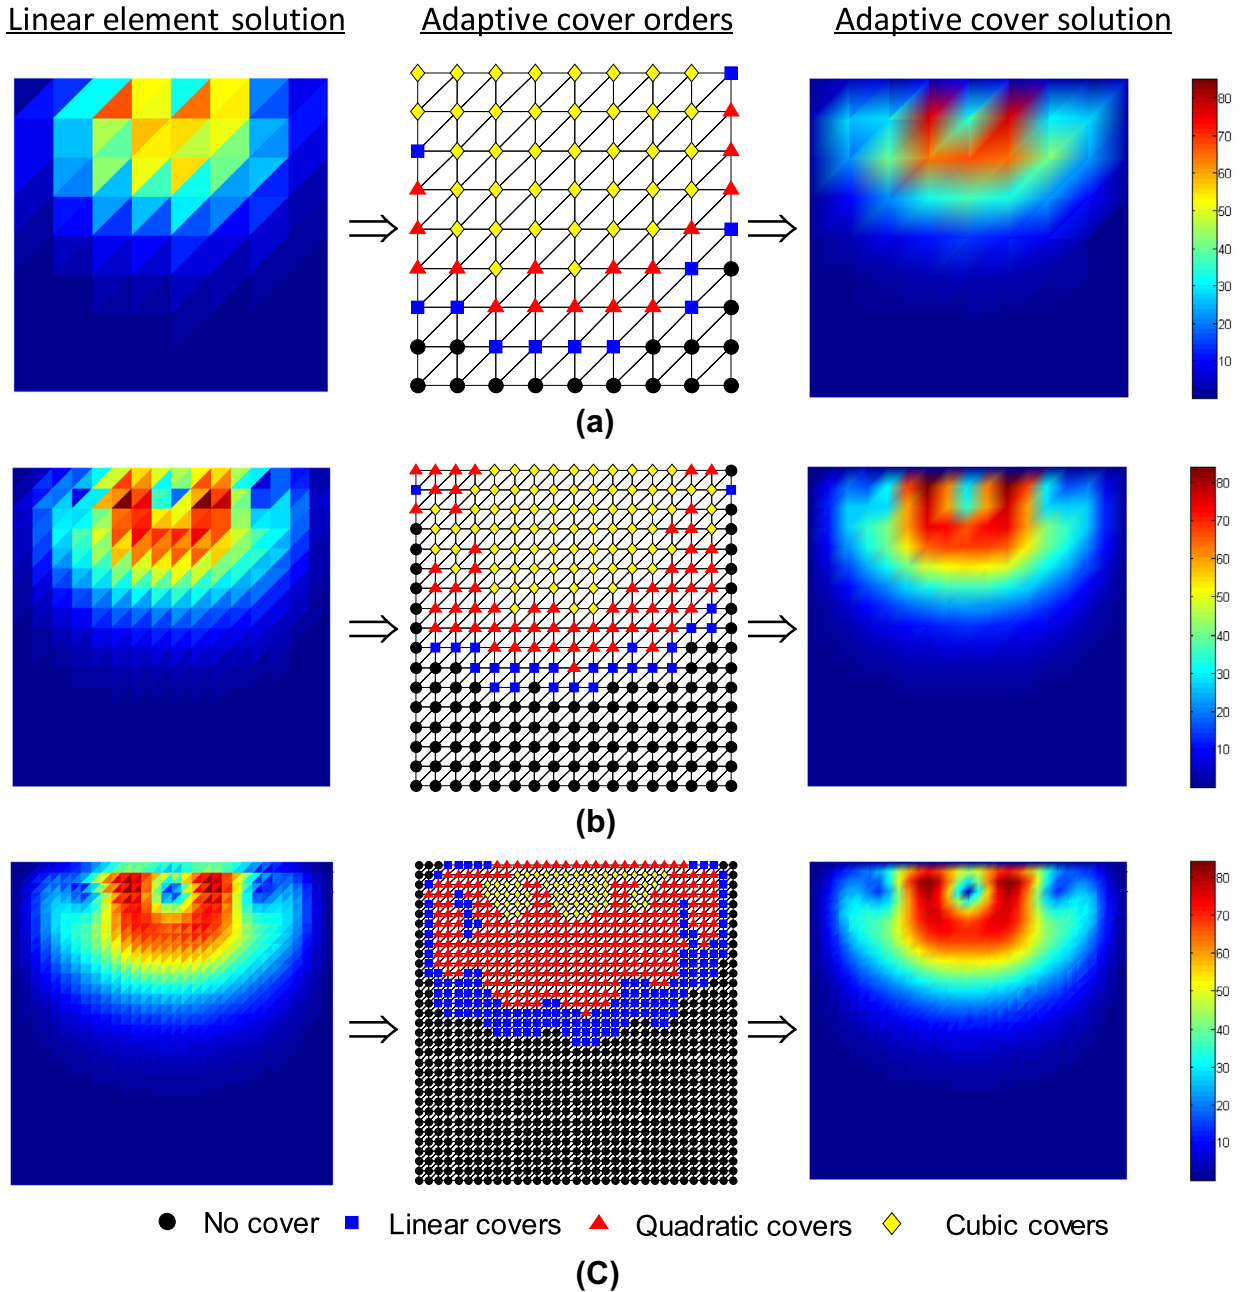 Linear element solution
Adaptive cover orders
Adaptive cover solution
80
70
60
50
40
30
20
10
(a)
80
70
60
50
40
30
20
10
(b)
80
70
60
50
40
30
20
10
No cover
Linear covers
Quadratic covers
Cubic covers
(C)